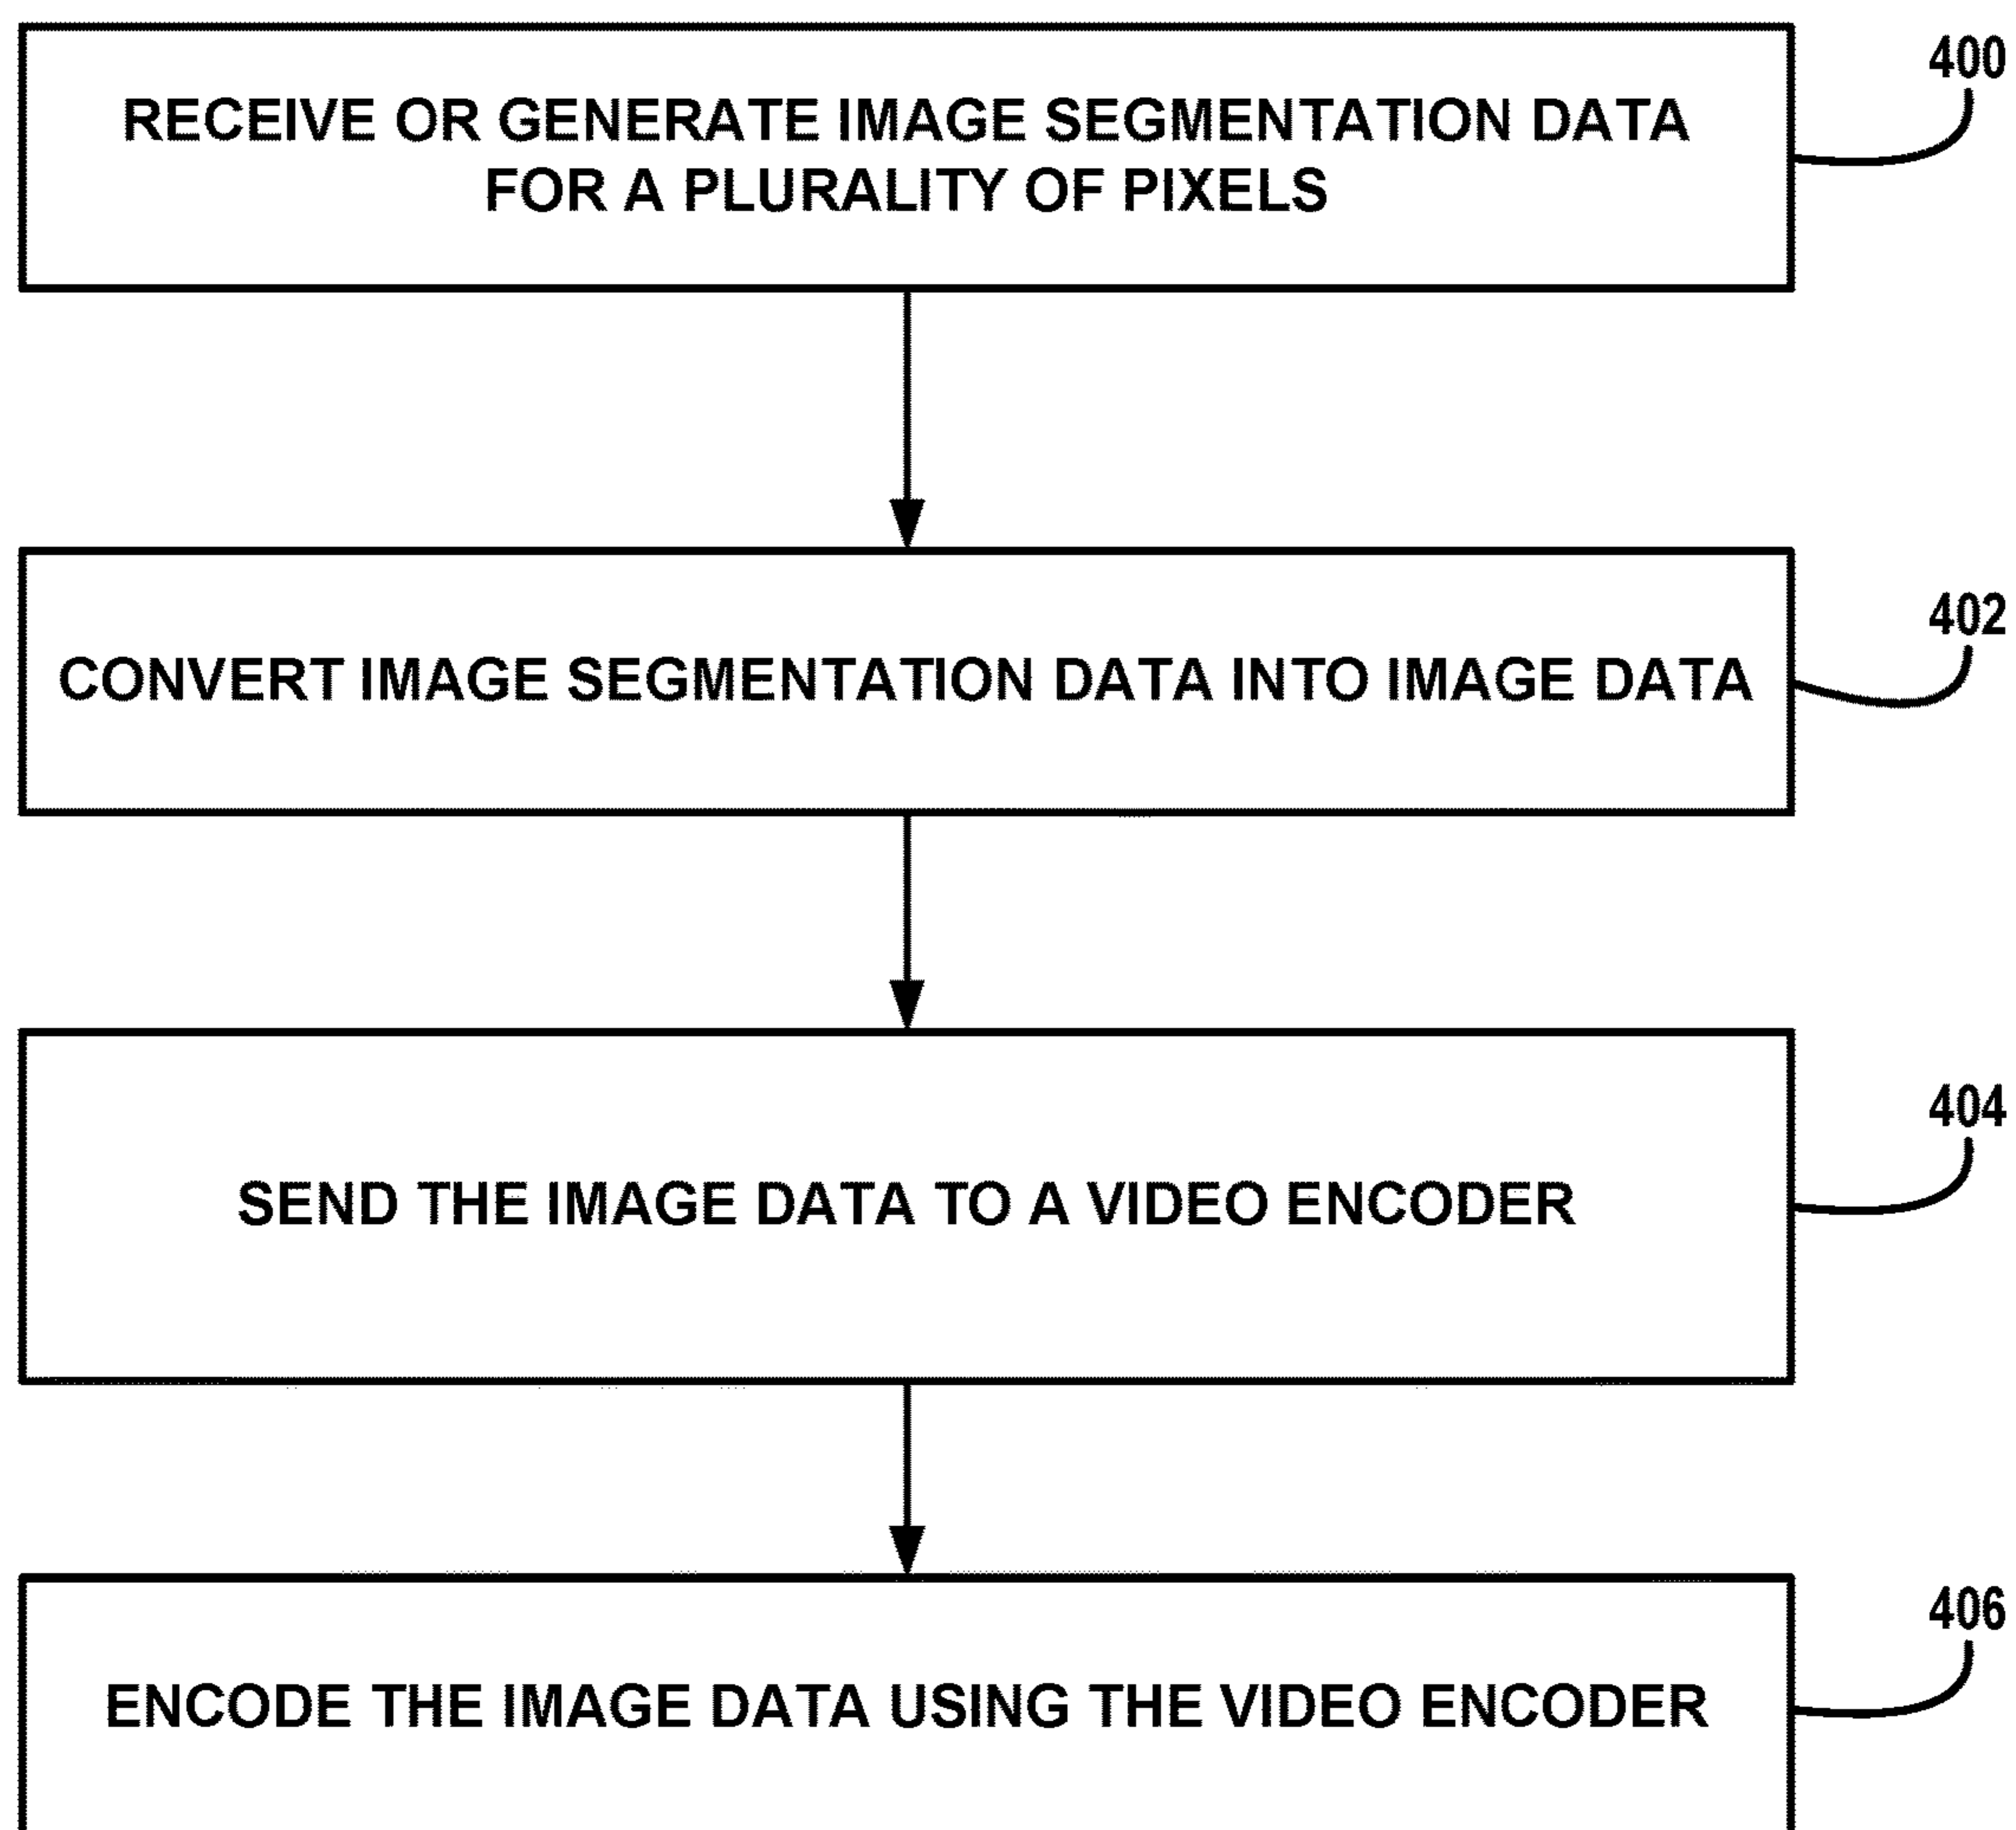 400
RECEIVE OR GENERATE IMAGE SEGMENTATION DATA
FOR A PLURALITY OF PIXELS
402
CONVERT IMAGE SEGMENTATION DATA INTO IMAGE DATA
404
SEND THE IMAGE DATA TO A VIDEO ENCODER
406
ENCODE THE IMAGE DATA USING THE VIDEO ENCODER